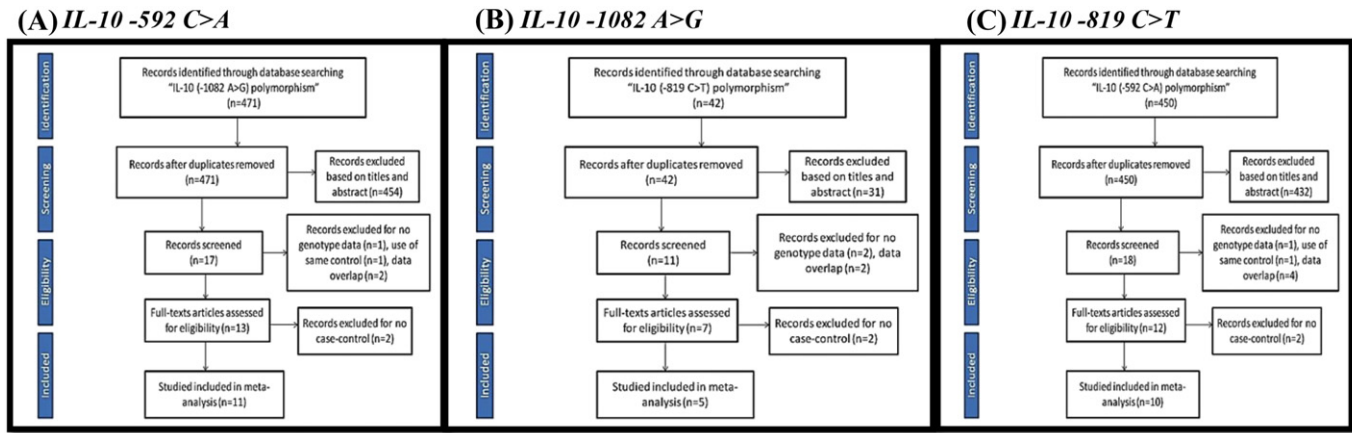 (A) IL-10 -592 C>A
Identification
Records identified through database searching
“IL-10 (-1082 A>G) polymorphism”
(n=471)
Screening
Records after duplicates removed
(n=471)
Records excluded
based on titles and
abstract (n=454)
Eligibility
Records screened
(n=17)
Records excluded for no
genotype data (n=1), use of
same control (n=1), data
overlap (n=2)
Full-texts articles assessed
for eligibility (n=13)
Records excluded for no
case-control (n=2)
Included
Studied included in meta-
analysis (n=11)
(B) IL-10 -1082 A>G
Identification
Records identified through database searching
“IL-10 (-819 C>T) polymorphism”
(n=42)
Screening
Records after duplicates removed
(n=42)
Records excluded
based on titles and
abstract (n=31)
Eligibility
Records screened
(n=11)
Records excluded for no
genotype data (n=2), data
overlap (n=2)
Full-texts articles
assessed for eligibility (n=7)
Records excluded for no
case-control (n=2)
Included
Studied included in meta-
analysis (n=5)
(C) IL-10 -819 C>T
Identification
Records identified through database searching
“IL-10 (-592 C>A) polymorphism”
(n=450)
Screening
Records after duplicates removed
(n=450)
Records excluded
based on titles and
abstract (n=432)
Eligibility
Records screened
(n=18)
Records excluded for no
genotype data (n=1), use of
same control (n=1), data
overlap (n=4)
Full-texts articles assessed
for eligibility (n=12)
Records excluded for no
case-control (n=2)
Included
Studied included in meta-
analysis (n=10)